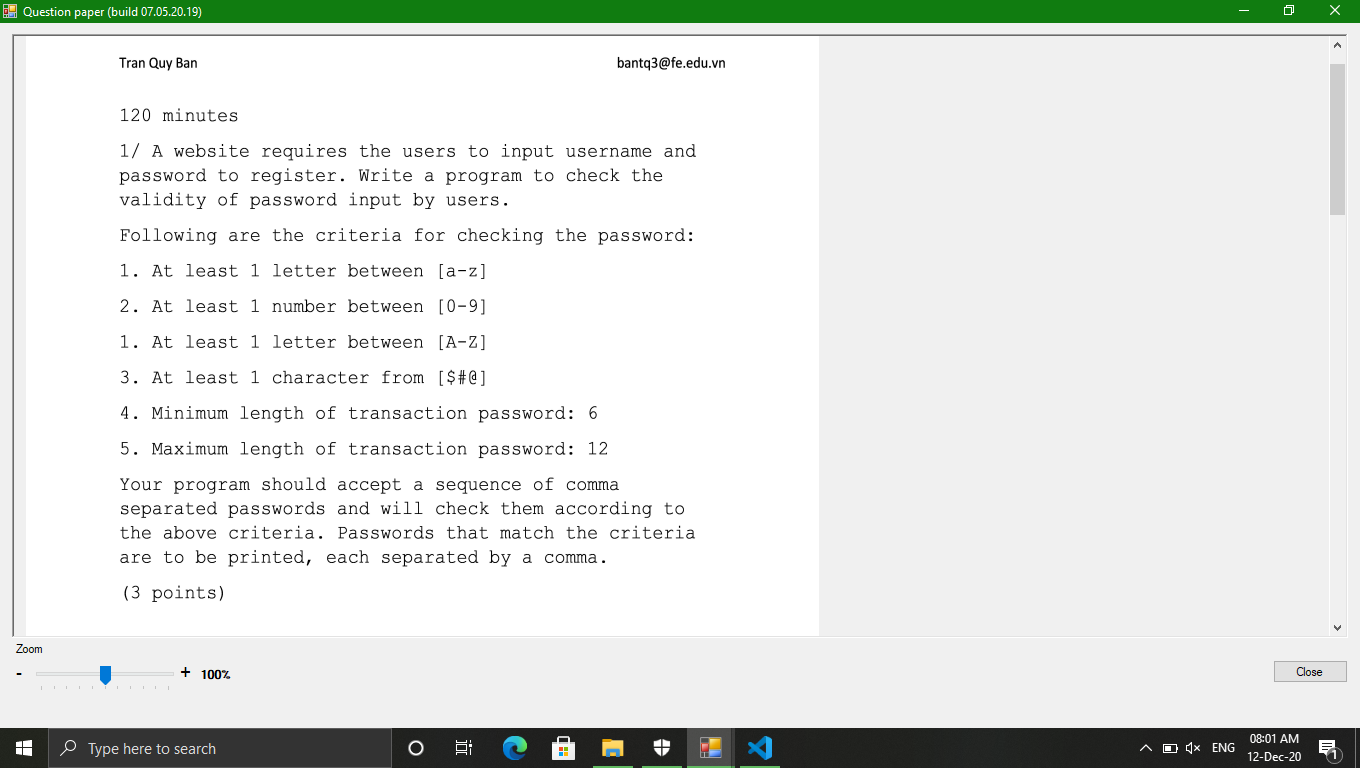 Question paper (build 07.05.20.19)
Tran Quy Ban bantq3@fe.edu.vn
120 minutes
1/ A website requires the users to input username and
password to register. Write a program to check the
validity of password input by users.
Following are the criteria for checking the password:
1. At least 1 letter between [a-z]
2. At least 1 number between [0-9]
1. At least 1 letter between [A-Z]
3. At least 1 character from [$#@]
4. Minimum length of transaction password: 6
5. Maximum length of transaction password: 12
Your program should accept a sequence of comma
separated passwords and will check them according to
the above criteria. Passwords that match the criteria
are to be printed, each separated by a comma.
(3 points)
Zoom
- + 100%
Close
Type here to search
ENG
08:01 AM
12-Dec-20
1